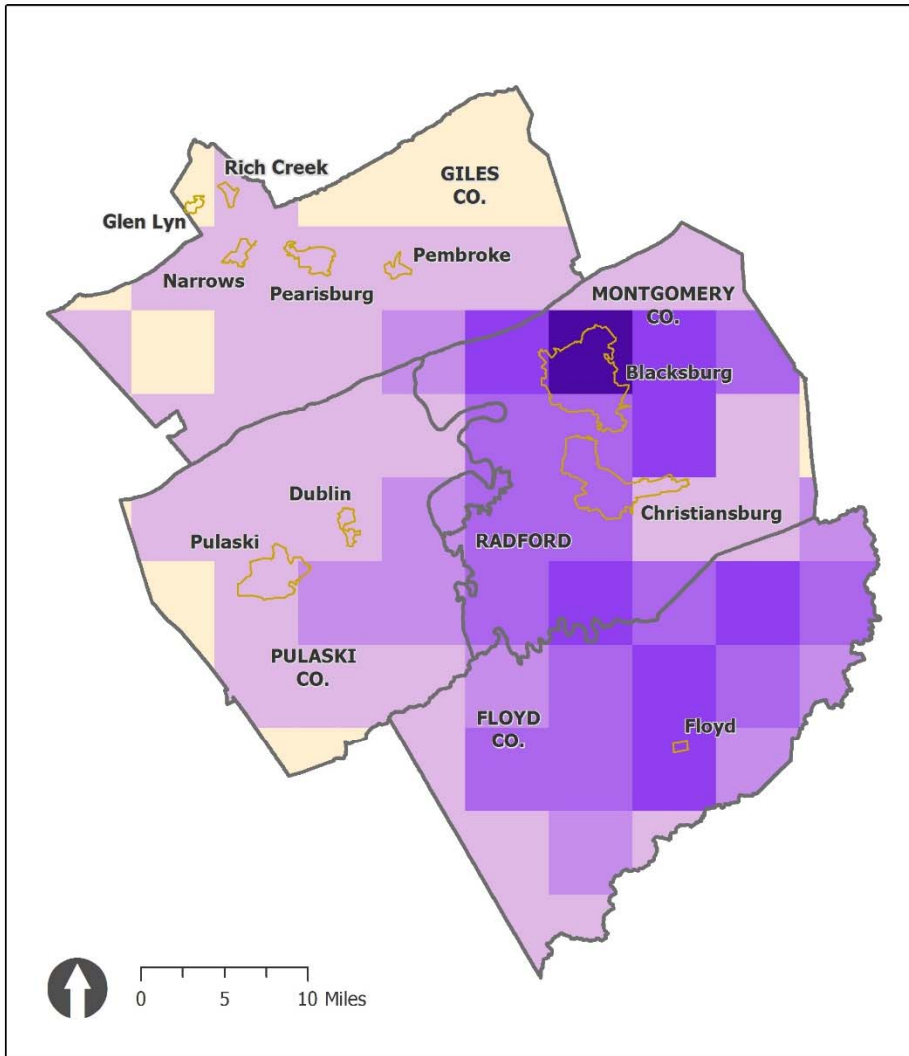 Rich Creek
GILES
CO.
Glen Lyn
Narrows
Pearisburg
Pembroke
MONTGOMERY
CO.
Blacksburg
Dublin
Pulaski
Christiansburg
RADFORD
PULASKI
CO.
FLOYD
CO.
Floyd
0 5 10 Miles